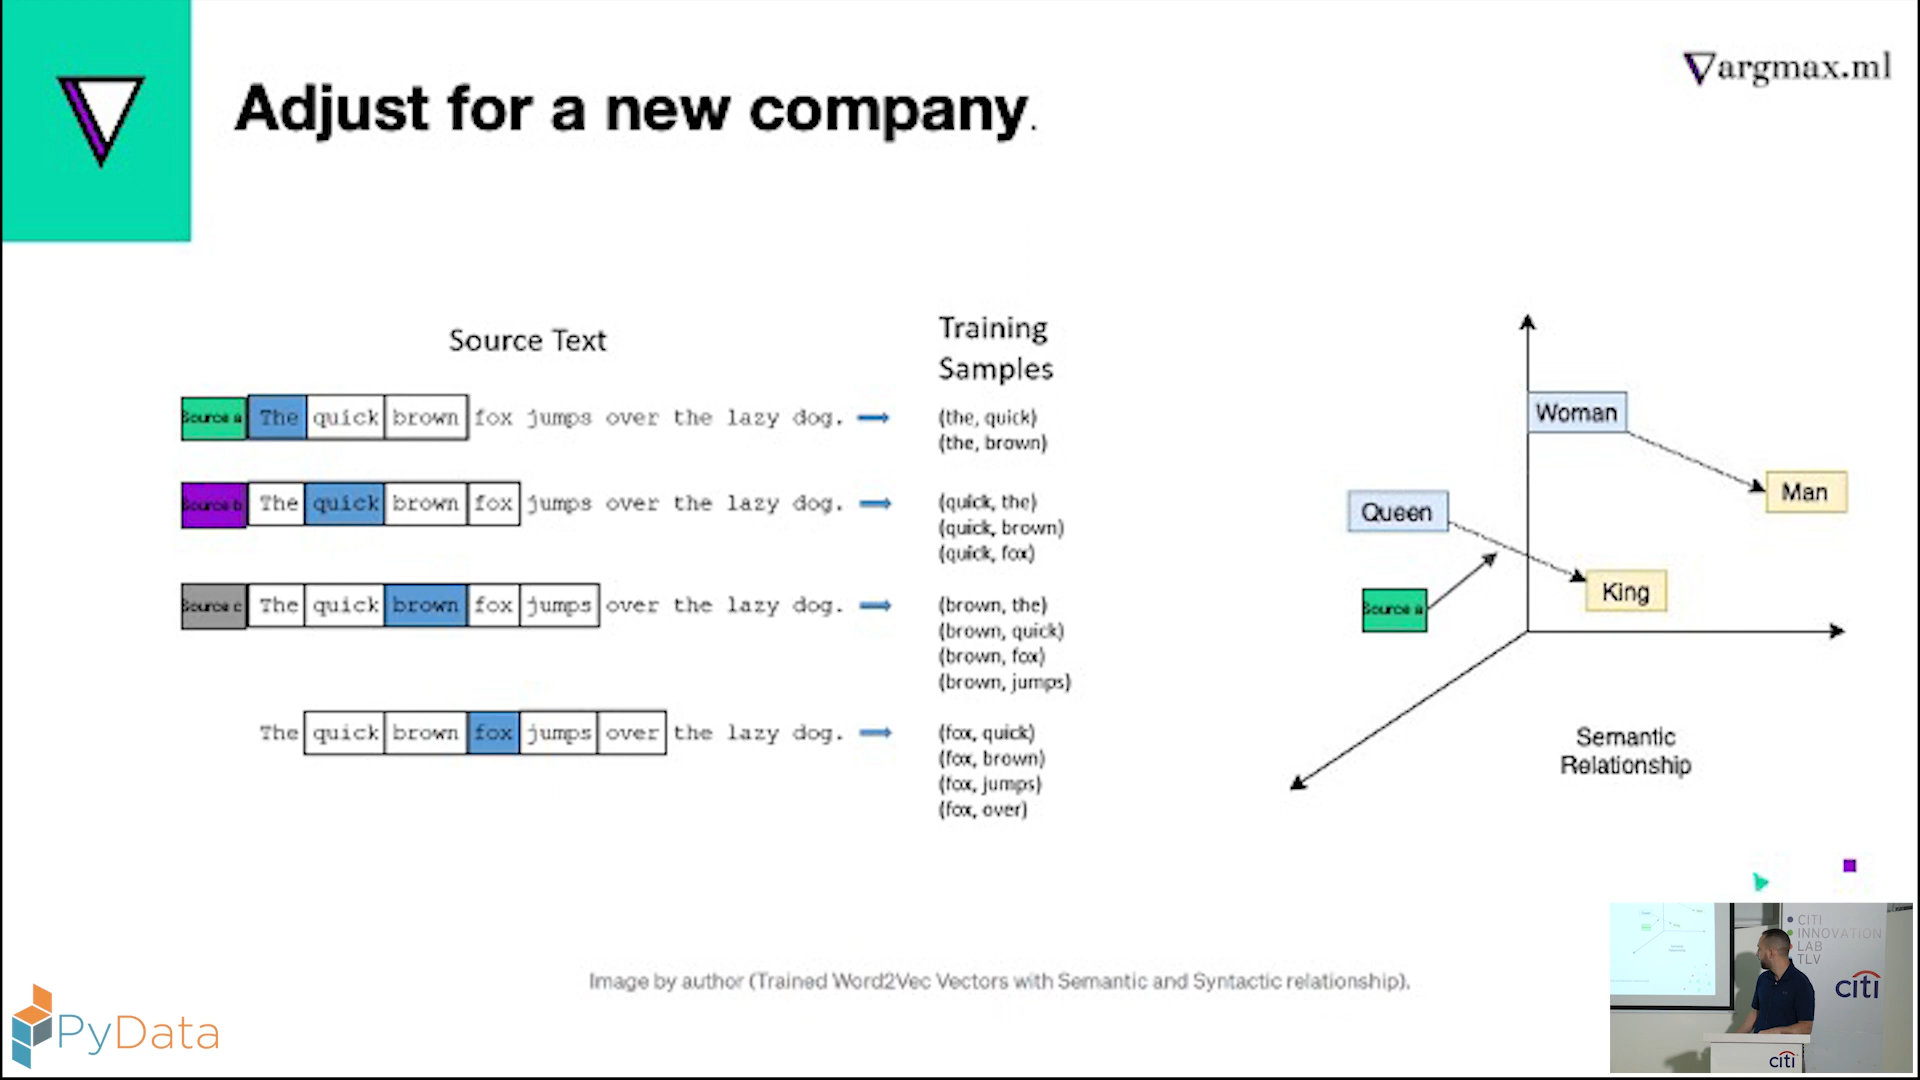 argmax.ml
Adjust for a new company.
Source Text
Training
Samples
Source a The quick brown fox jumps over the lazy dog.
(the, quick)
(the, brown)
Source b The quick brown fox jumps over the lazy dog.
(quick, the)
(quick, brown)
(quick, fox)
Source c The quick brown fox jumps over the lazy dog.
(brown, the)
(brown, quick)
(brown, fox)
(brown, jumps)
The quick brown fox jumps over the lazy dog.
(fox, quick)
(fox, brown)
(fox, jumps)
(fox, over)
Woman
Man
Queen
King
Source a
Semantic
Relationship
Image by author (Trained Word2Vec Vectors with Semantic and Syntactic relationship).
PyData
CITI
INNOVATION
LAB
TLV
citi
citi